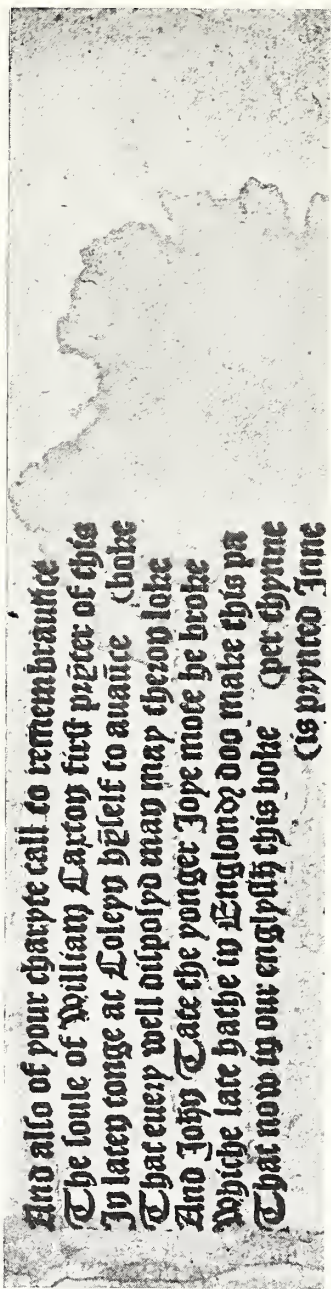 And also of your charyte call to remembraunce
The soule of William Caxton first prȳter of this
In laten tonge at Coleyn hȳself to auaūce (boke
That euery well disposyd man may theron loke
And John Tate the yonger Joye mote he broke
Whiche late hathe in Englond doo make this pa
That now in our englyssh this boke (per thynne
(is prynted Inne